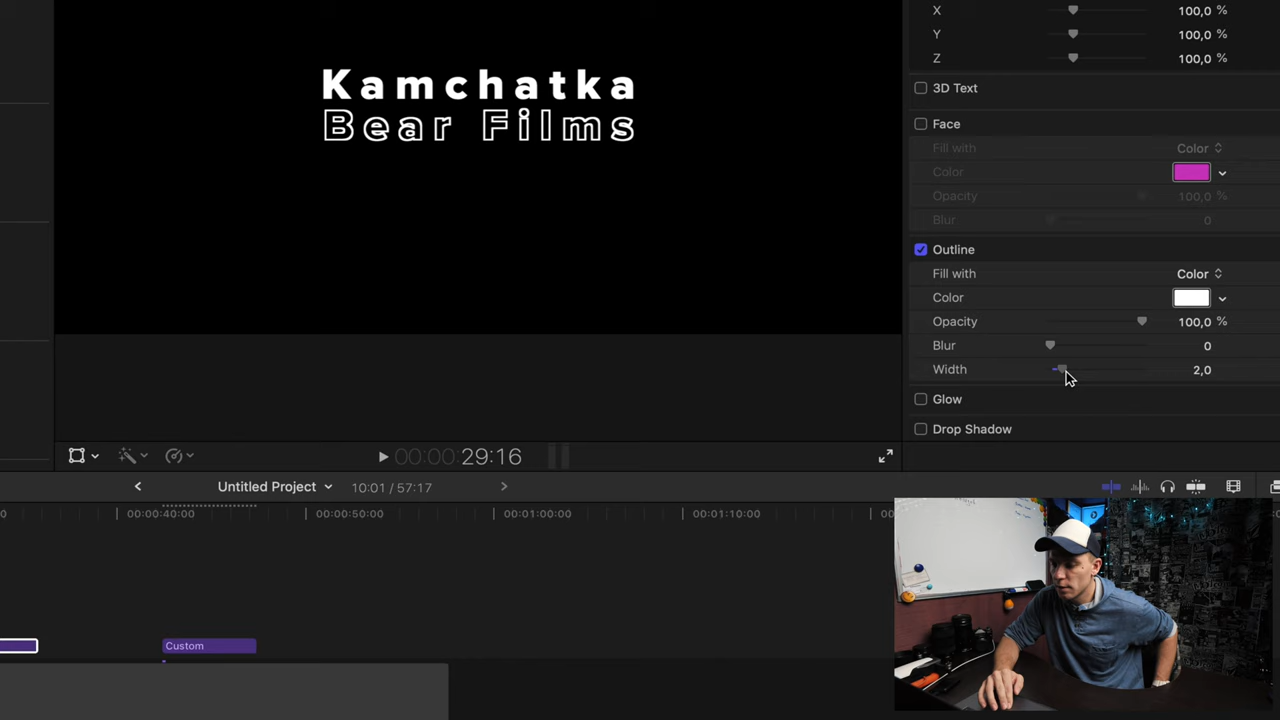 X 100,0 %
Y 100,0 %
Z 100,0 %
Kamchatka
Bear Films
3D Text
Face
Fill with Color
Color
Opacity 100,0 %
Blur 0
Outline
Fill with Color
Color
Opacity 100,0 %
Blur 0
Width 2,0
Glow
Drop Shadow
00:00:29:16
Untitled Project 10:01 / 57:17
0 00:00:40:00 00:00:50:00 00:01:00:00 00:01:10:00 00
Custom